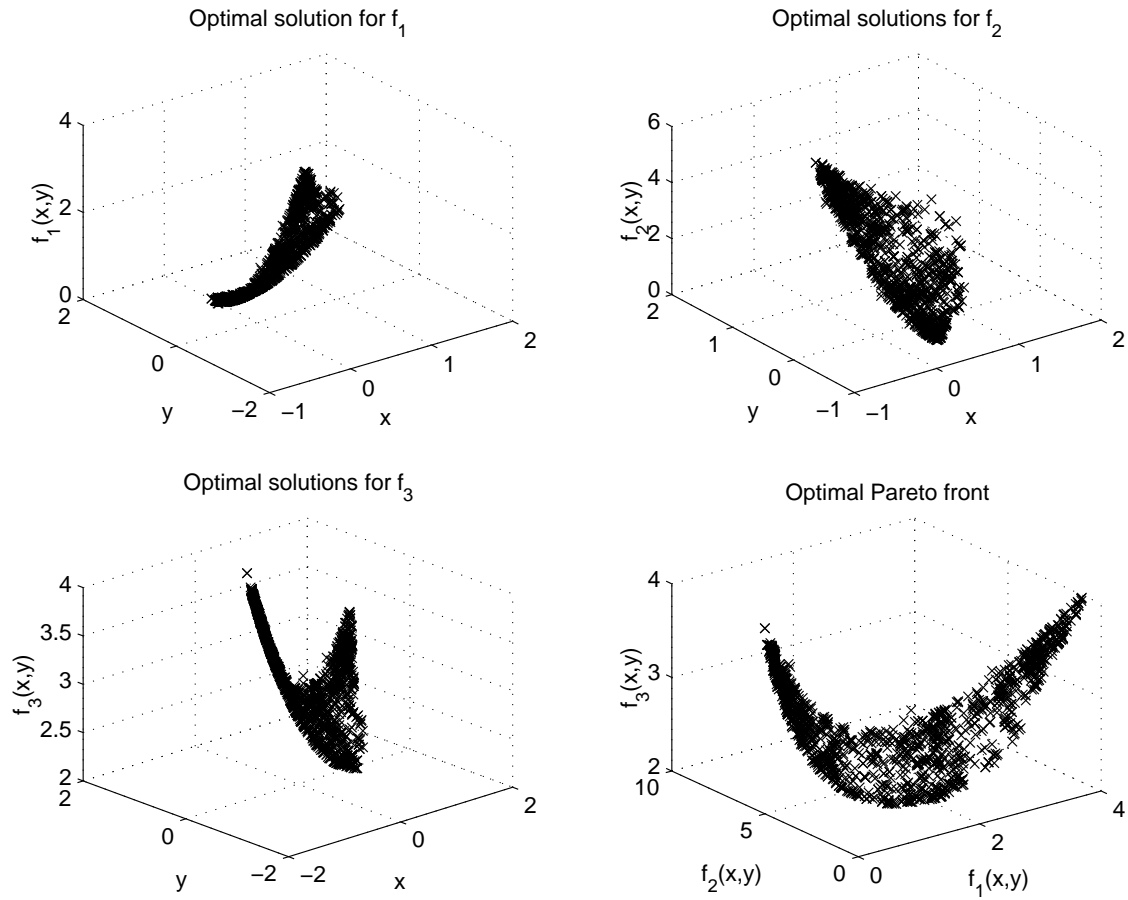 Optimal solution for f1
4
2
0
f1(x,y)
2
0
−2
y
−1
0
1
2
x
Optimal solutions for f2
6
4
2
0
f2(x,y)
2
1
0
−1
y
−1
0
1
2
x
Optimal solutions for f3
4
3.5
3
2.5
2
f3(x,y)
2
0
−2
y
−2
0
2
x
Optimal Pareto front
4
3
2
f3(x,y)
10
5
0
f2(x,y)
0
2
4
f1(x,y)